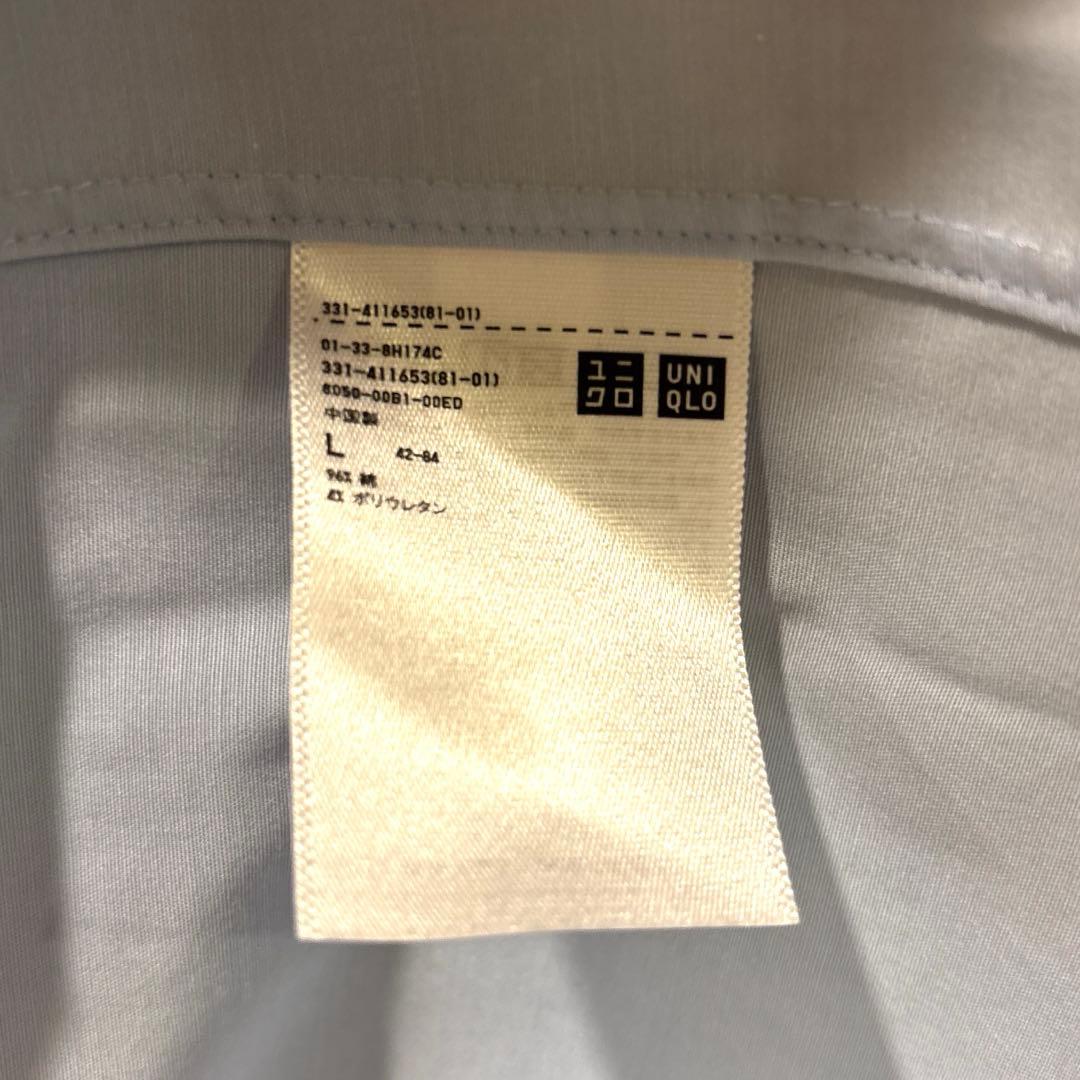 331-411653(81-01)
01-33-8H174C
331-411653(81-01)
6D50-00B1-00ED
中国製
L 42-84
96% 綿
4% ポリウレタン
ユニ
クロ
UNI
QLO